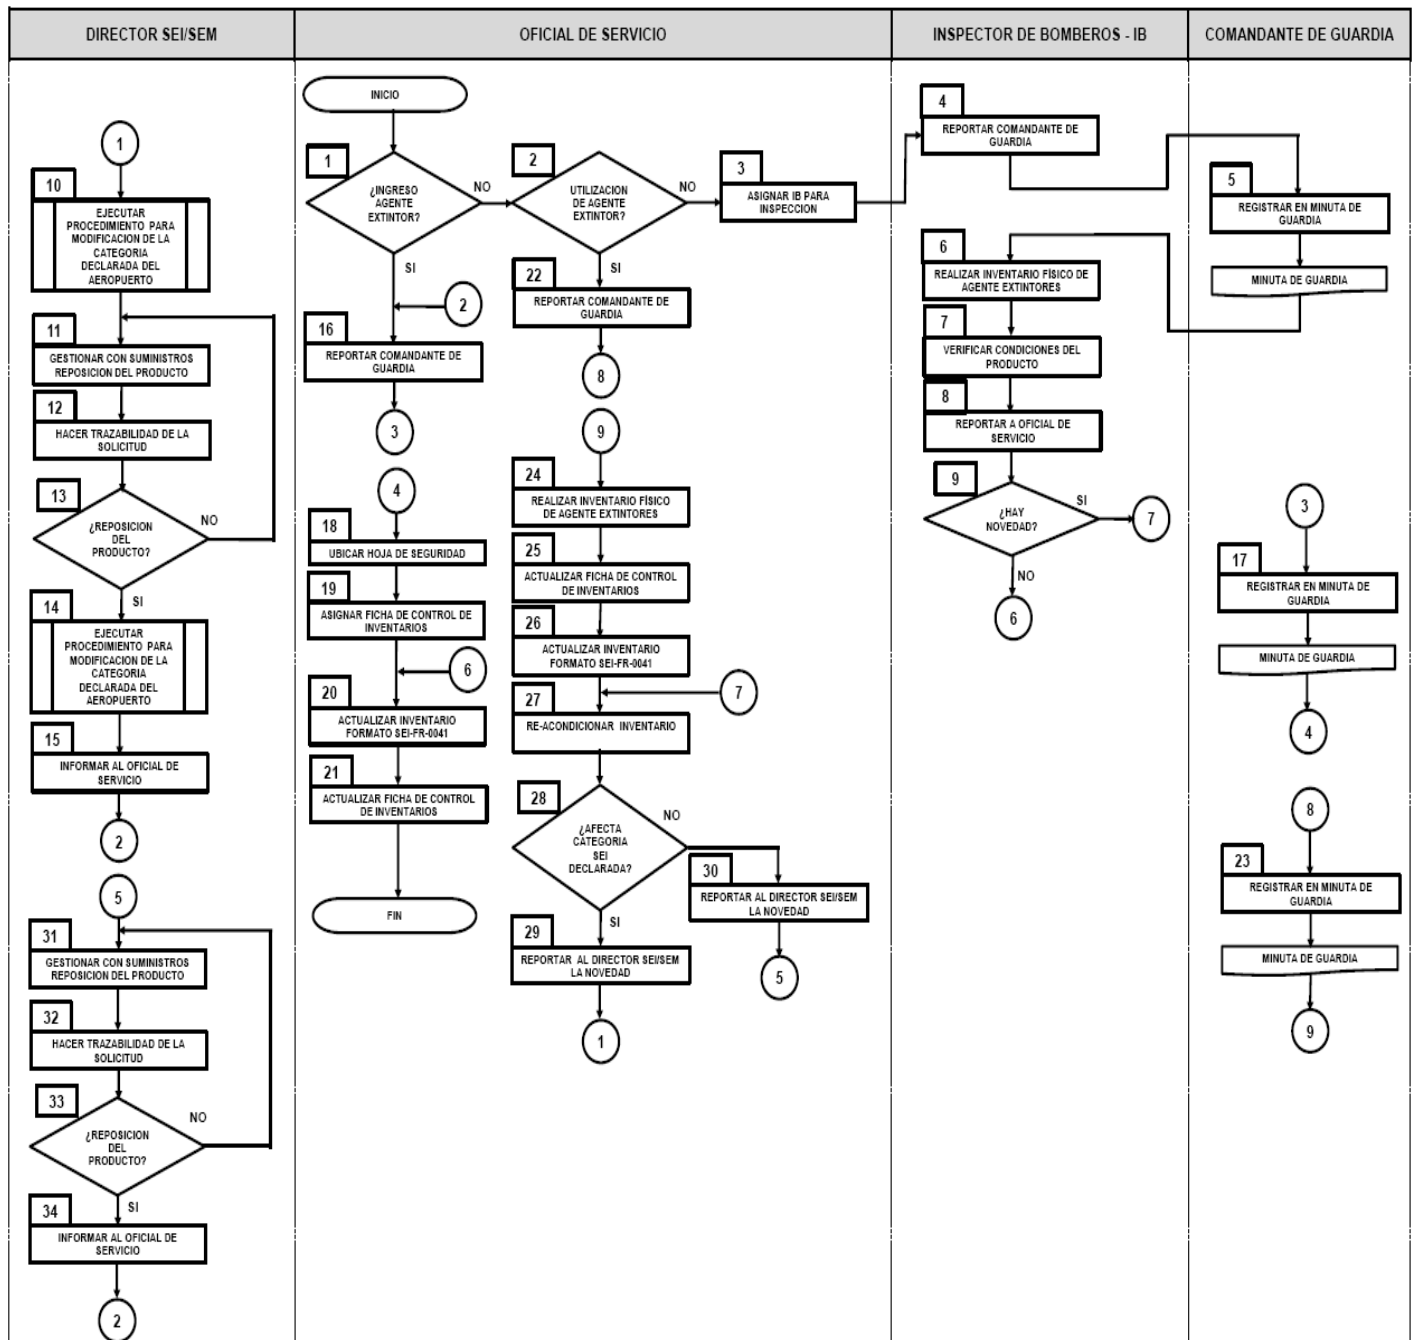 DIRECTOR SEI/SEM
OFICIAL DE SERVICIO
INSPECTOR DE BOMBEROS - IB
COMANDANTE DE GUARDIA
1
10
EJECUTAR
PROCEDIMIENTO PARA
MODIFICACION DE LA
CATEGORIA
DECLARADA DEL
AEROPUERTO
11
GESTIONAR CON SUMINISTROS
REPOSICION DEL PRODUCTO
12
HACER TRAZABILIDAD DE LA
SOLICITUD
13
¿REPOSICION
DEL
PRODUCTO?
NO
SI
14
EJECUTAR
PROCEDIMIENTO PARA
MODIFICACION DE LA
CATEGORIA
DECLARADA DEL
AEROPUERTO
15
INFORMAR AL OFICIAL DE
SERVICIO
2
5
31
GESTIONAR CON SUMINISTROS
REPOSICION DEL PRODUCTO
32
HACER TRAZABILIDAD DE LA
SOLICITUD
33
¿REPOSICION
DEL
PRODUCTO?
NO
SI
34
INFORMAR AL OFICIAL DE
SERVICIO
2
INICIO
1
¿INGRESO
AGENTE
EXTINTOR?
NO
SI
2
16
REPORTAR COMANDANTE DE
GUARDIA
3
4
18
UBICAR HOJA DE SEGURIDAD
19
ASIGNAR FICHA DE CONTROL DE
INVENTARIOS
6
20
ACTUALIZAR INVENTARIO
FORMATO SEI-FR-0041
21
ACTUALIZAR FICHA DE CONTROL
DE INVENTARIOS
FIN
2
UTILIZACION
DE AGENTE
EXTINTOR?
NO
SI
22
REPORTAR COMANDANTE DE
GUARDIA
8
9
24
REALIZAR INVENTARIO FÍSICO
DE AGENTE EXTINTORES
25
ACTUALIZAR FICHA DE CONTROL
DE INVENTARIOS
26
ACTUALIZAR INVENTARIO
FORMATO SEI-FR-0041
7
27
RE-ACONDICIONAR INVENTARIO
28
¿AFECTA
CATEGORIA
SEI
DECLARADA?
NO
SI
29
REPORTAR AL DIRECTOR SEI/SEM
LA NOVEDAD
1
30
REPORTAR AL DIRECTOR SEI/SEM
LA NOVEDAD
5
3
ASIGNAR IB PARA
INSPECCION
4
REPORTAR COMANDANTE DE
GUARDIA
6
REALIZAR INVENTARIO FÍSICO DE
AGENTE EXTINTORES
7
VERIFICAR CONDICIONES DEL
PRODUCTO
8
REPORTAR A OFICIAL DE
SERVICIO
9
¿HAY
NOVEDAD?
SI
7
NO
6
5
REGISTRAR EN MINUTA DE
GUARDIA
MINUTA DE GUARDIA
3
17
REGISTRAR EN MINUTA DE
GUARDIA
MINUTA DE GUARDIA
4
8
23
REGISTRAR EN MINUTA DE
GUARDIA
MINUTA DE GUARDIA
9